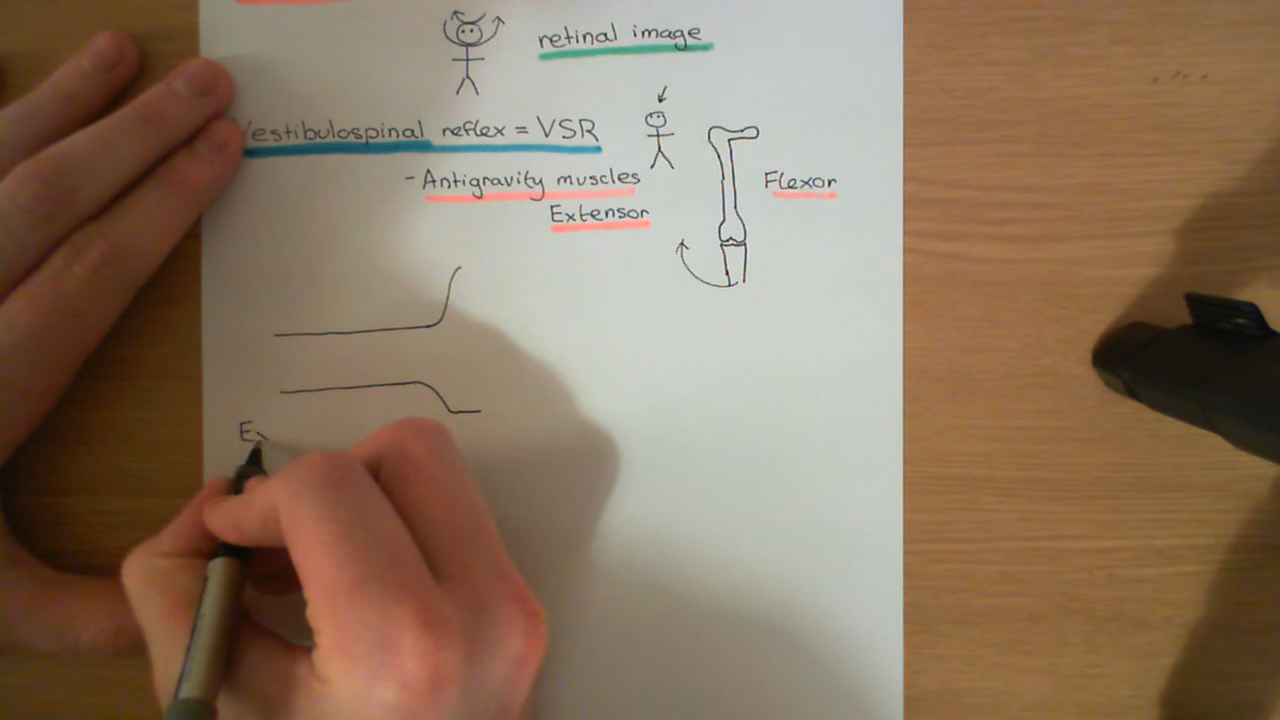 retinal image
Vestibulospinal reflex = VSR
- Antigravity muscles
Flexor
Extensor